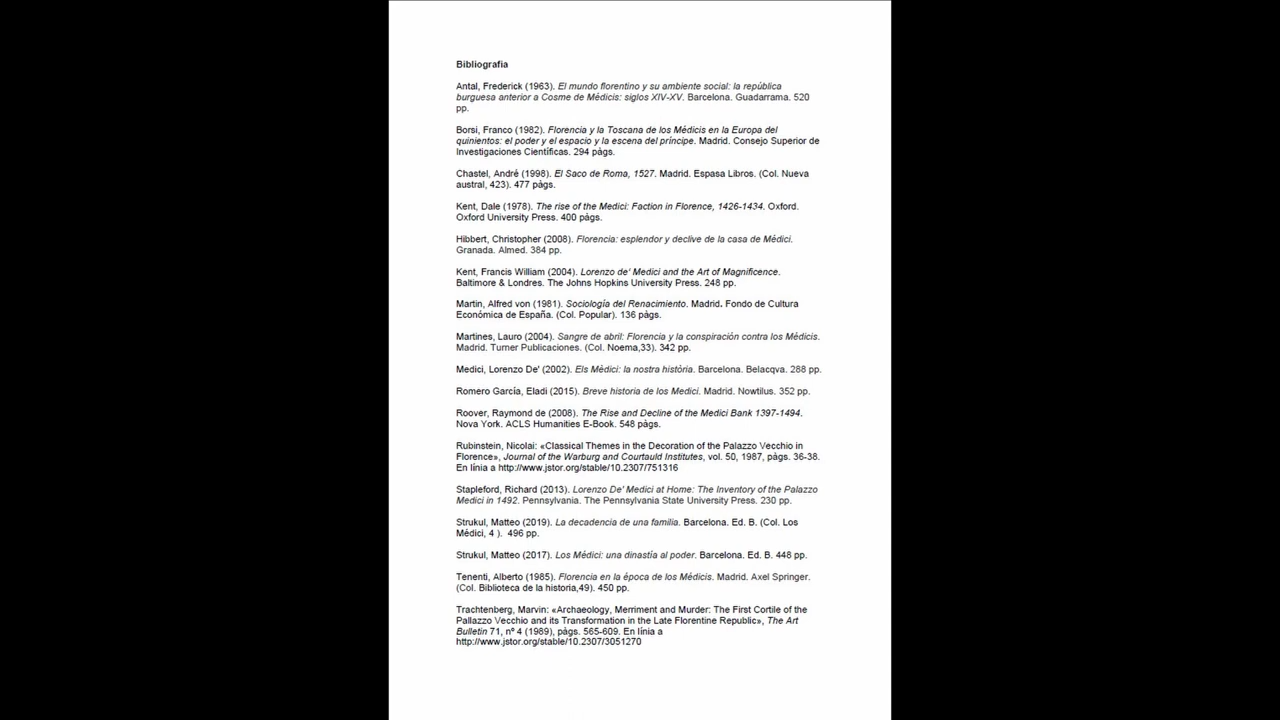 Bibliografia
Antal, Frederick (1963). El mundo florentino y su ambiente social: la república
burguesa anterior a Cosme de Médicis: siglos XIV-XV. Barcelona. Guadarrama. 520
pp.
Borsi, Franco (1982). Florencia y la Toscana de los Médicis en la Europa del
quinientos: el poder y el espacio y la escena del príncipe. Madrid. Consejo Superior de
Investigaciones Científicas. 294 pàgs.
Chastel, André (1998). El Saco de Roma, 1527. Madrid. Espasa Libros. (Col. Nueva
austral, 423). 477 pàgs.
Kent, Dale (1978). The rise of the Medici: Faction in Florence, 1426-1434. Oxford.
Oxford University Press. 400 pàgs.
Hibbert, Christopher (2008). Florencia: esplendor y declive de la casa de Médici.
Granada. Almed. 384 pp.
Kent, Francis William (2004). Lorenzo de' Medici and the Art of Magnificence.
Baltimore & Londres. The Johns Hopkins University Press. 248 pp.
Martin, Alfred von (1981). Sociología del Renacimiento. Madrid. Fondo de Cultura
Económica de España. (Col. Popular). 136 pàgs.
Martines, Lauro (2004). Sangre de abril: Florencia y la conspiración contra los Médicis.
Madrid. Turner Publicaciones. (Col. Noema,33). 342 pp.
Medici, Lorenzo De' (2002). Els Mèdici: la nostra història. Barcelona. Belacqva. 288 pp.
Romero García, Eladi (2015). Breve historia de los Medici. Madrid. Nowtilus. 352 pp.
Roover, Raymond de (2008). The Rise and Decline of the Medici Bank 1397-1494.
Nova York. ACLS Humanities E-Book. 548 pàgs.
Rubinstein, Nicolai: «Classical Themes in the Decoration of the Palazzo Vecchio in
Florence», Journal of the Warburg and Courtauld Institutes, vol. 50, 1987, pàgs. 36-38.
En línia a http://www.jstor.org/stable/10.2307/751316
Stapleford, Richard (2013). Lorenzo De' Medici at Home: The Inventory of the Palazzo
Medici in 1492. Pennsylvania. The Pennsylvania State University Press. 230 pp.
Strukul, Matteo (2019). La decadencia de una familia. Barcelona. Ed. B. (Col. Los
Médici, 4 ). 496 pp.
Strukul, Matteo (2017). Los Médici: una dinastía al poder. Barcelona. Ed. B. 448 pp.
Tenenti, Alberto (1985). Florencia en la época de los Médicis. Madrid. Axel Springer.
(Col. Biblioteca de la historia,49). 450 pp.
Trachtenberg, Marvin: «Archaeology, Merriment and Murder: The First Cortile of the
Pallazzo Vecchio and its Transformation in the Late Florentine Republic», The Art
Bulletin 71, nº 4 (1989), pàgs. 565-609. En línia a
http://www.jstor.org/stable/10.2307/3051270